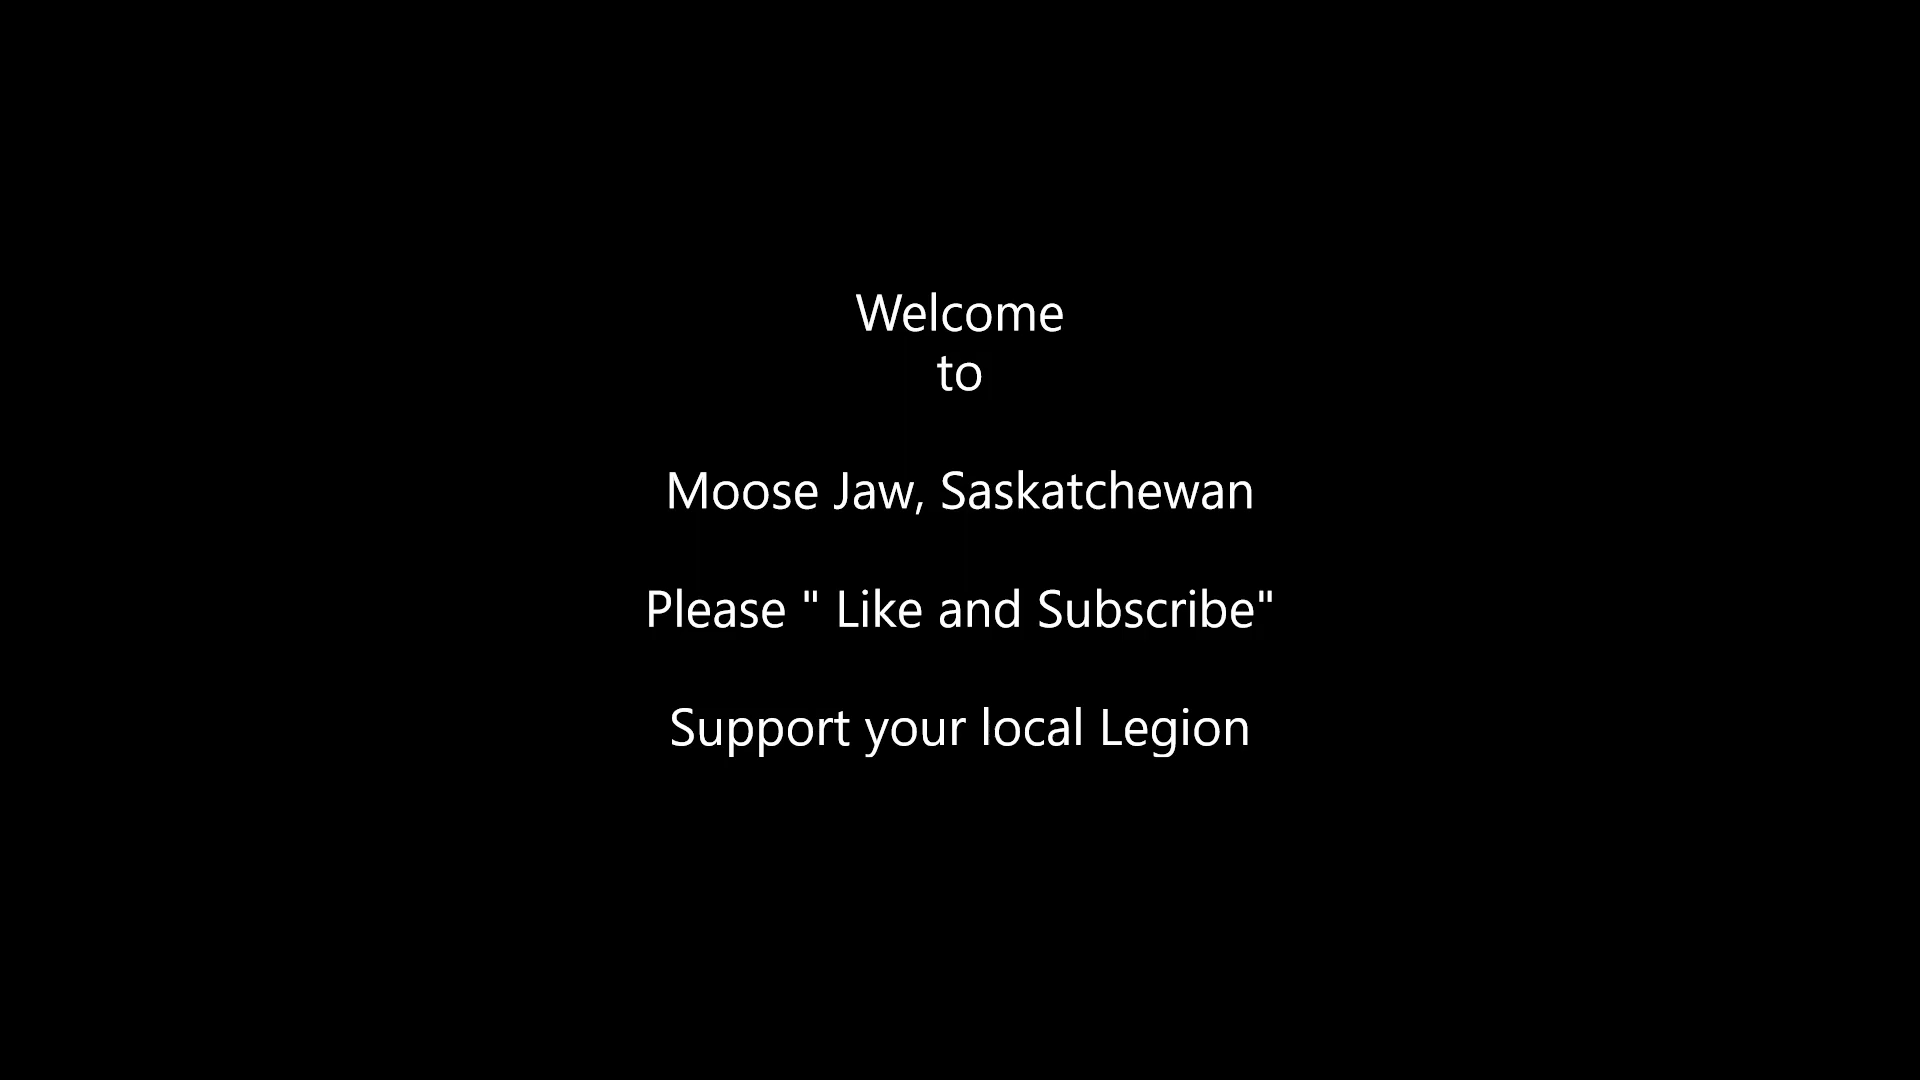 Welcome
to
Moose Jaw, Saskatchewan
Please " Like and Subscribe"
Support your local Legion